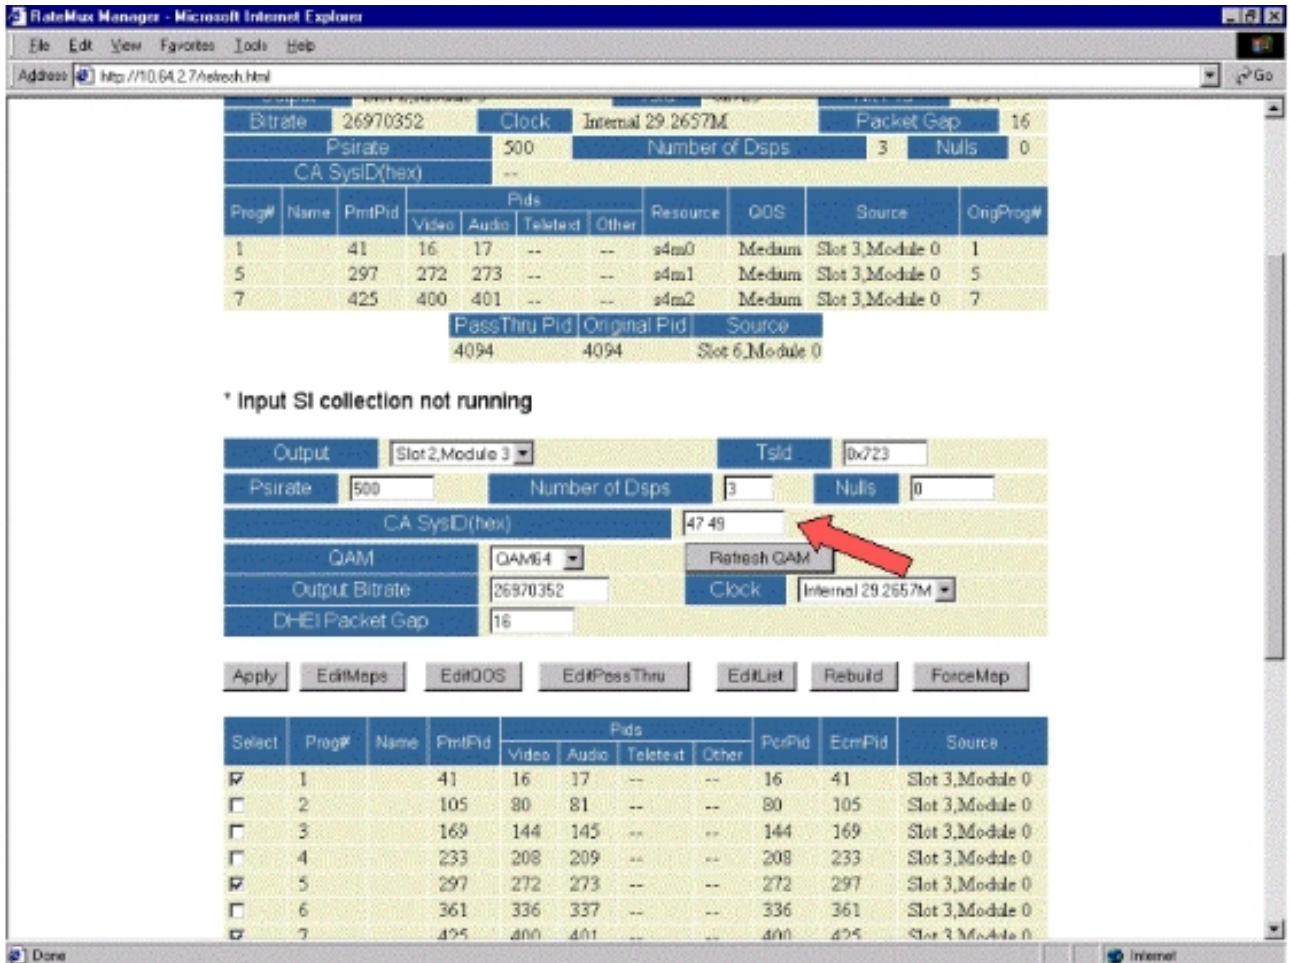 RateMux Manager - Microsoft Internet Explorer
File Edit View Favorites Tools Help
Address http://10.64.2.7/refresh.html Go
Bitrate 26970352 Clock Internal 29.2657M Packet Gap 16
Psirate 500 Number of Dsps 3 Nulls 0
CA SysID(hex) --
Prog# Name PmtPid Pids Resource QOS Source OrigProg#
Video Audio Teletext Other
1 41 16 17 -- -- s4m0 Medium Slot 3,Module 0 1
5 297 272 273 -- -- s4m1 Medium Slot 3,Module 0 5
7 425 400 401 -- -- s4m2 Medium Slot 3,Module 0 7
PassThru Pid Original Pid Source
4094 4094 Slot 6,Module 0
* Input SI collection not running
Output Slot 2,Module 3 TsId 0x723
Psirate 500 Number of Dsps 3 Nulls 0
CA SysID(hex) 47 49
QAM QAM64 Refresh QAM
Output Bitrate 26970352 Clock Internal 29.2657M
DHEI Packet Gap 16
Apply EditMaps EditQOS EditPassThru EditList Rebuild ForceMap
Select Prog# Name PmtPid Pids PcrPid EcmPid Source
Video Audio Teletext Other
1 41 16 17 -- -- 16 41 Slot 3,Module 0
2 105 80 81 -- -- 80 105 Slot 3,Module 0
3 169 144 145 -- -- 144 169 Slot 3,Module 0
4 233 208 209 -- -- 208 233 Slot 3,Module 0
5 297 272 273 -- -- 272 297 Slot 3,Module 0
6 361 336 337 -- -- 336 361 Slot 3,Module 0
7 425 400 401 -- -- 400 425 Slot 3,Module 0
Done Internet